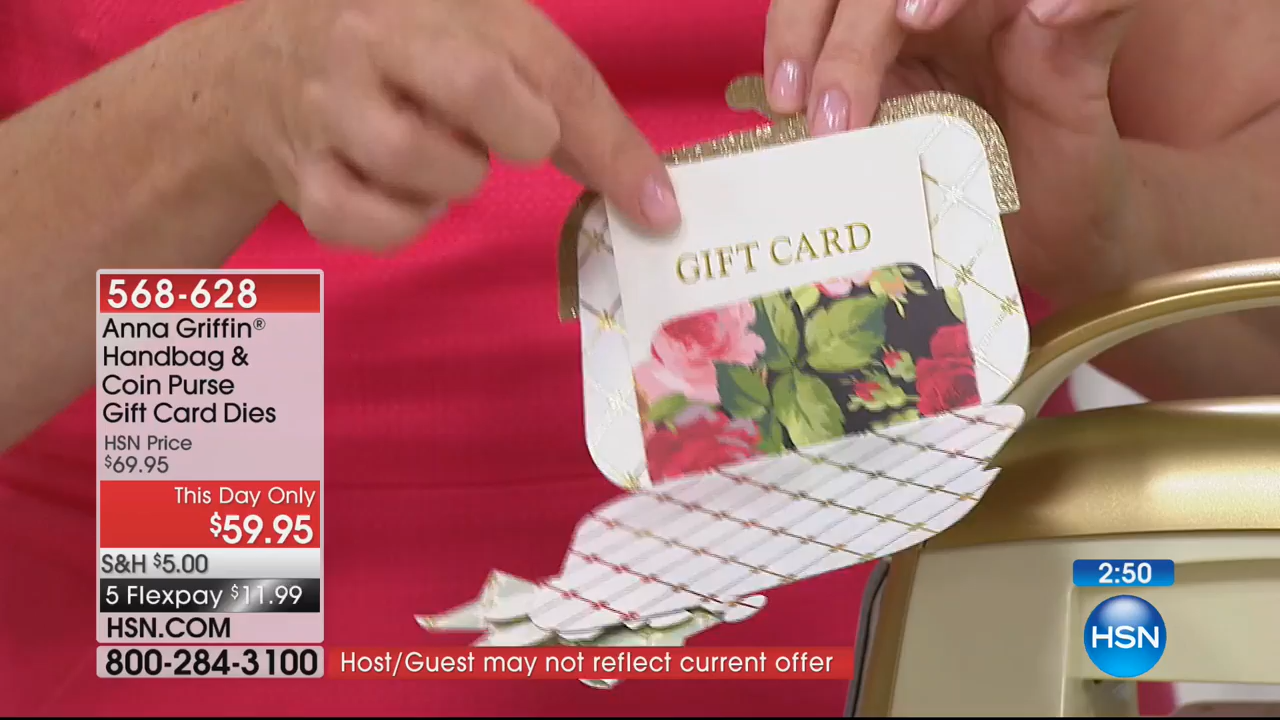 GIFT CARD
568-628
Anna Griffin®
Handbag &
Coin Purse
Gift Card Dies
HSN Price
$69.95
This Day Only
$59.95
S&H $5.00
5 Flexpay $11.99
HSN.COM
800-284-3100
Host/Guest may not reflect current offer
2:50
HSN